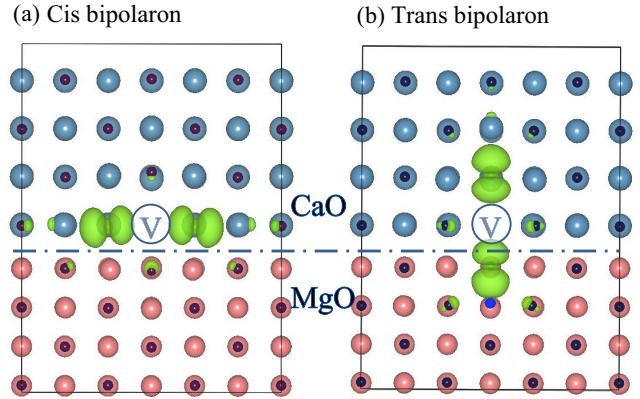 (a) Cis bipolaron
(b) Trans bipolaron
V
CaO
V
MgO